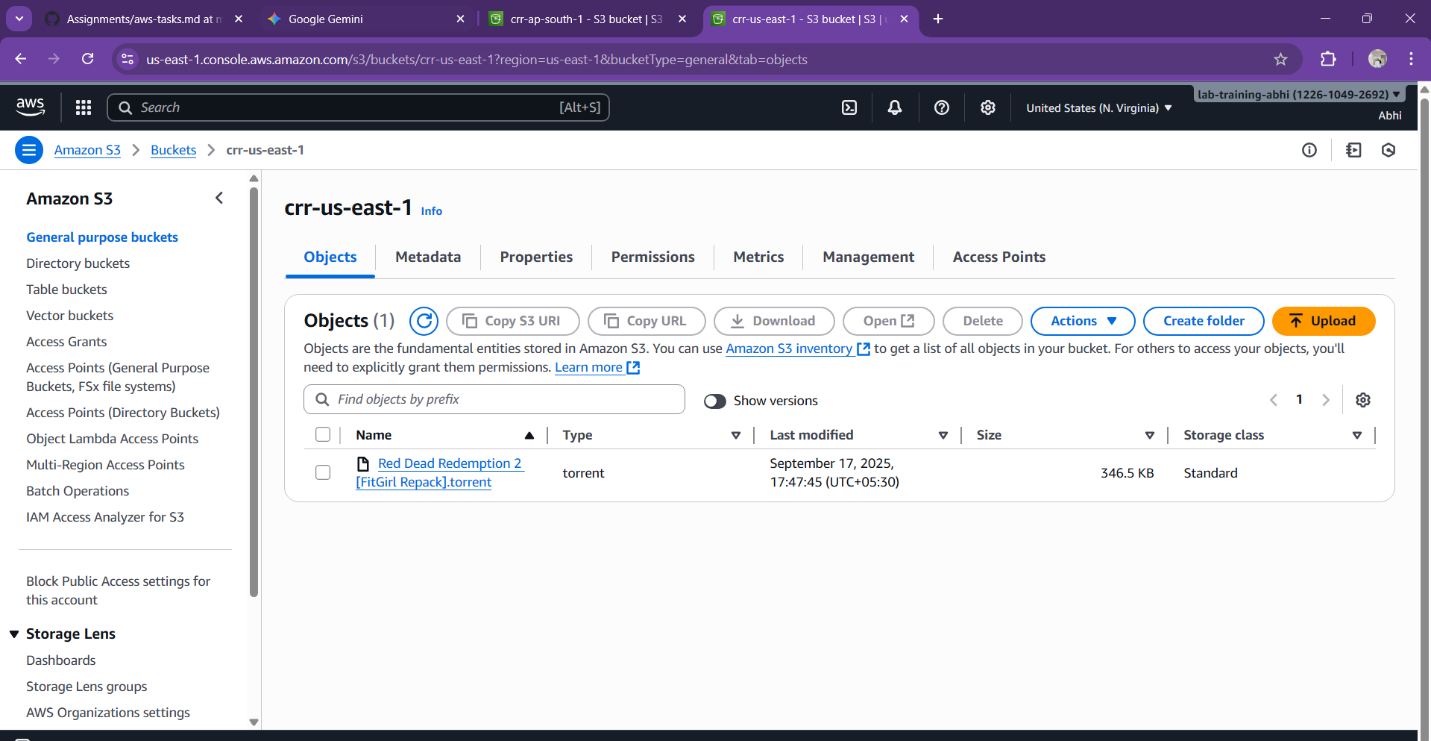 Assignments/aws-tasks.md at n
Google Gemini
crr-ap-south-1 - S3 bucket | S3
crr-us-east-1 - S3 bucket | S3 | u
us-east-1.console.aws.amazon.com/s3/buckets/crr-us-east-1?region=us-east-1&bucketType=general&tab=objects
aws
Search
[Alt+S]
United States (N. Virginia)
lab-training-abhi (1226-1049-2692)
Abhi
Amazon S3
Buckets
crr-us-east-1
Amazon S3
General purpose buckets
Directory buckets
Table buckets
Vector buckets
Access Grants
Access Points (General Purpose
Buckets, FSx file systems)
Access Points (Directory Buckets)
Object Lambda Access Points
Multi-Region Access Points
Batch Operations
IAM Access Analyzer for S3
Block Public Access settings for
this account
Storage Lens
Dashboards
Storage Lens groups
AWS Organizations settings
crr-us-east-1 Info
Objects
Metadata
Properties
Permissions
Metrics
Management
Access Points
Objects (1)
Copy S3 URI
Copy URL
Download
Open
Delete
Actions
Create folder
Upload
Objects are the fundamental entities stored in Amazon S3. You can use Amazon S3 inventory to get a list of all objects in your bucket. For others to access your objects, you'll
need to explicitly grant them permissions. Learn more
Find objects by prefix
Show versions
1
Name
Type
Last modified
Size
Storage class
Red Dead Redemption 2
[FitGirl Repack].torrent
torrent
September 17, 2025,
17:47:45 (UTC+05:30)
346.5 KB
Standard